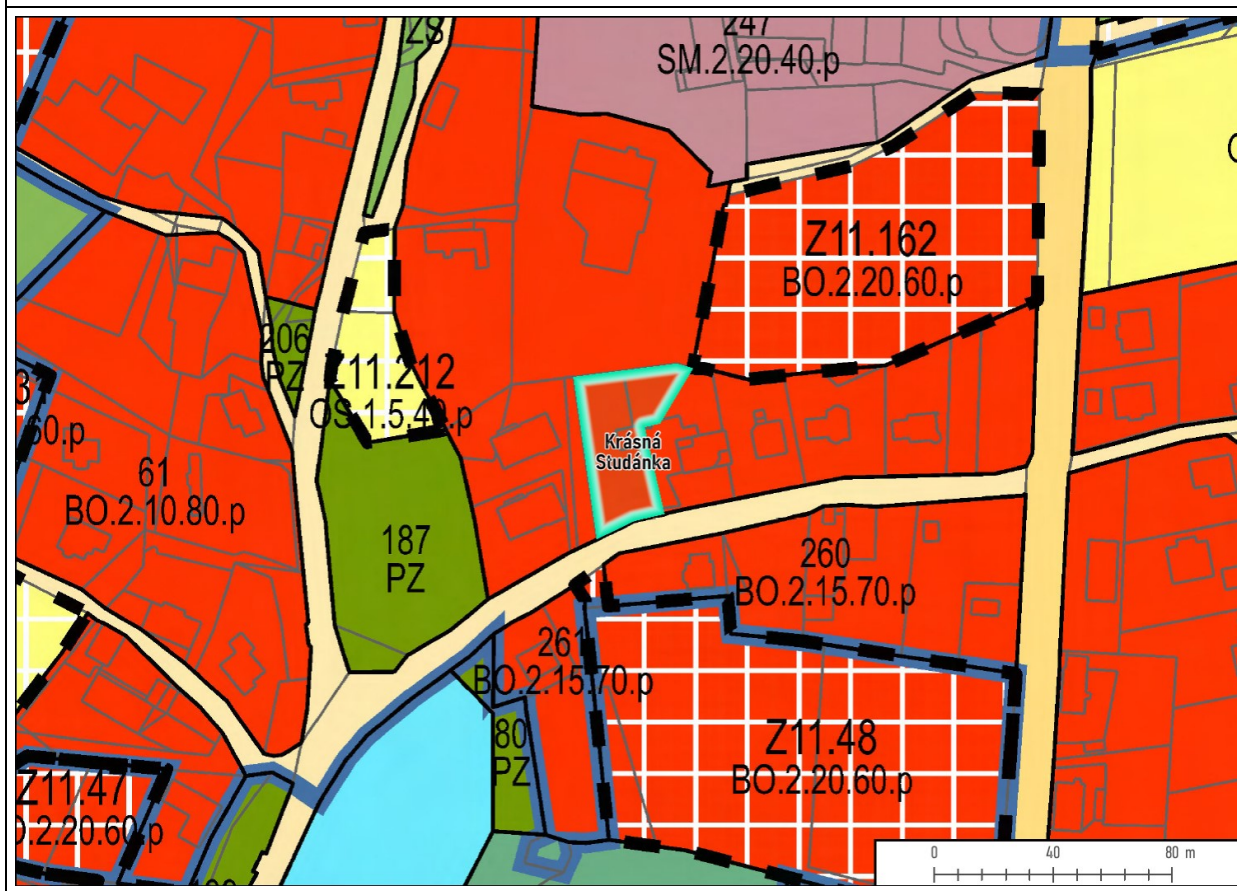 ZS
247
SM.2.20.40.p
Z11.162
BO.2.20.60.p
206
PZ
Z11.212
OS.1.5.40.p
Krásná
Studánka
60.p
61
BO.2.10.80.p
187
PZ
260
BO.2.15.70.p
261
BO.2.15.70.p
80
PZ
Z11.48
BO.2.20.60.p
Z11.47
O.2.20.60.p
0 40 80 m